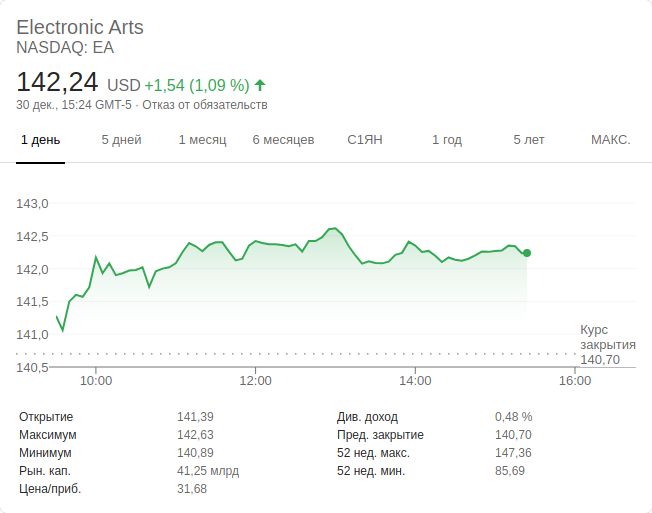 Electronic Arts
NASDAQ: EA
142,24 USD +1,54 (1,09 %)
30 дек., 15:24 GMT-5 · Отказ от обязательств
1 день 5 дней 1 месяц 6 месяцев С1ЯН 1 год 5 лет МАКС.
143,0
142,5
142,0
141,5
141,0
140,5
Курс
закрытия
140,70
10:00 12:00 14:00 16:00
Открытие 141,39 Див. доход 0,48 %
Максимум 142,63 Пред. закрытие 140,70
Минимум 140,89 52 нед. макс. 147,36
Рын. кап. 41,25 млрд 52 нед. мин. 85,69
Цена/приб. 31,68